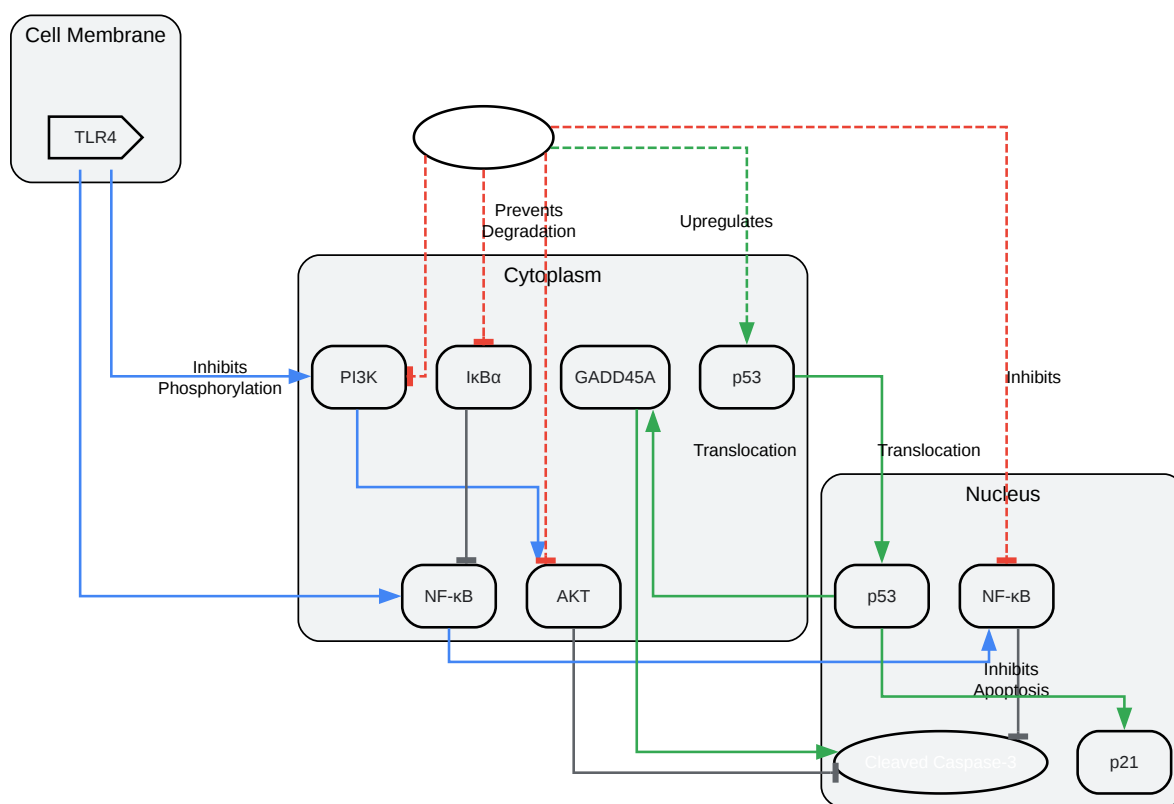 Cell Membrane
TLR4
Prevents
Degradation
Upregulates
Cytoplasm
Inhibits
Phosphorylation
PI3K
IκBα
GADD45A
p53
Inhibits
Translocation
Translocation
Nucleus
NF-κB
AKT
p53
NF-κB
Inhibits
Apoptosis
Cleaved Caspase-3
p21